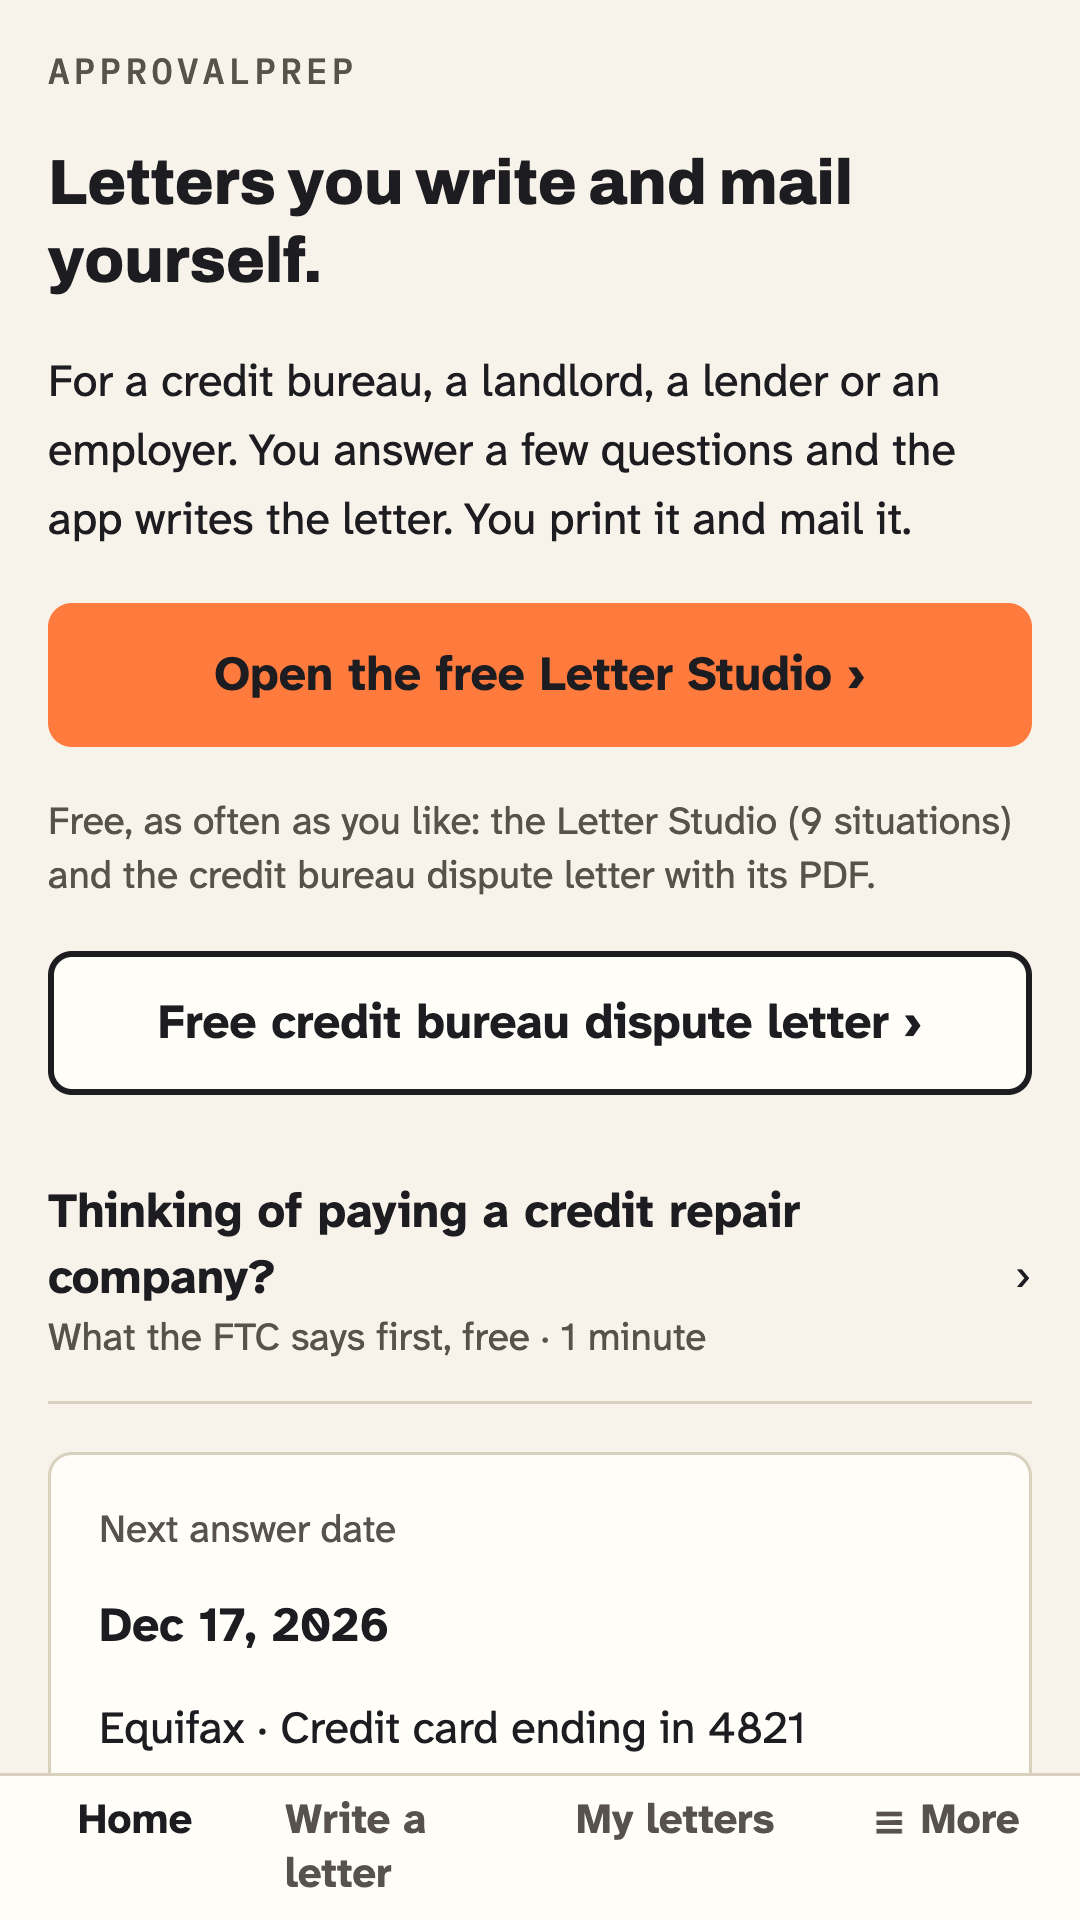 APPROVALPREP
Letters you write and mail
yourself.
For a credit bureau, a landlord, a lender or an
employer. You answer a few questions and the
app writes the letter. You print it and mail it.
Open the free Letter Studio ›
Free, as often as you like: the Letter Studio (9 situations)
and the credit bureau dispute letter with its PDF.
Free credit bureau dispute letter ›
Thinking of paying a credit repair
company? ›
What the FTC says first, free · 1 minute
Next answer date
Dec 17, 2026
Equifax · Credit card ending in 4821
Home
Write a
letter
My letters
≡ More